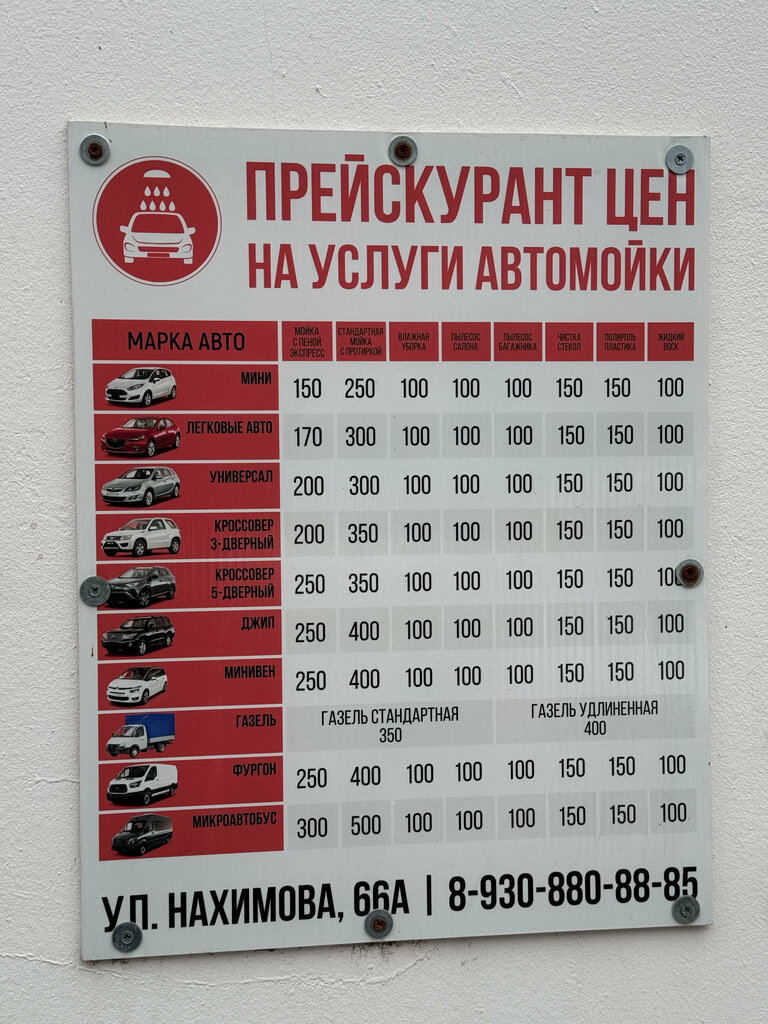 ПРЕЙСКУРАНТ ЦЕН
НА УСЛУГИ АВТОМОЙКИ
МАРКА АВТО МОЙКА С ПЕНОЙ ЭКСПРЕСС СТАНДАРТНАЯ МОЙКА С ПРОТИРКОЙ ВЛАЖНАЯ УБОРКА ПЫЛЕСОС САЛОНА ПЫЛЕСОС БАГАЖНИКА ЧИСТКА СТЕКОЛ ПОЛИРОЛЬ ПЛАСТИКА ЖИДКИЙ ВОСК
МИНИ 150 250 100 100 100 150 150 100
ЛЕГКОВЫЕ АВТО 170 300 100 100 100 150 150 100
УНИВЕРСАЛ 200 300 100 100 100 150 150 100
КРОССОВЕР
3-ДВЕРНЫЙ 200 350 100 100 100 150 150 100
КРОССОВЕР
5-ДВЕРНЫЙ 250 350 100 100 100 150 150 100
ДЖИП 250 400 100 100 100 150 150 100
МИНИВЕН 250 400 100 100 100 150 150 100
ГАЗЕЛЬ ГАЗЕЛЬ СТАНДАРТНАЯ ГАЗЕЛЬ УДЛИНЕННАЯ
350 400
ФУРГОН 250 400 100 100 100 150 150 100
МИКРОАВТОБУС 300 500 100 100 100 150 150 100
УЛ. НАХИМОВА, 66А | 8-930-880-88-85